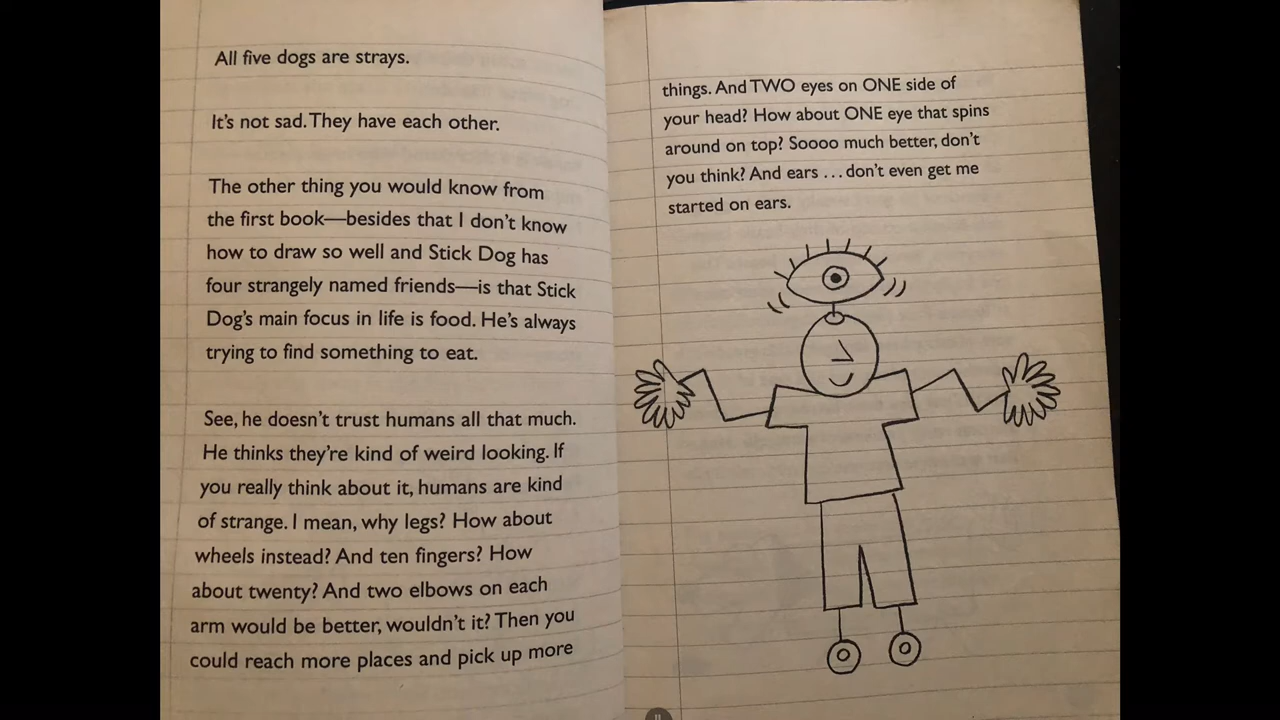 All five dogs are strays.
It's not sad. They have each other.
The other thing you would know from
the first book—besides that I don't know
how to draw so well and Stick Dog has
four strangely named friends—is that Stick
Dog's main focus in life is food. He's always
trying to find something to eat.
See, he doesn't trust humans all that much.
He thinks they're kind of weird looking. If
you really think about it, humans are kind
of strange. I mean, why legs? How about
wheels instead? And ten fingers? How
about twenty? And two elbows on each
arm would be better, wouldn't it? Then you
could reach more places and pick up more
things. And TWO eyes on ONE side of
your head? How about ONE eye that spins
around on top? Soooo much better, don't
you think? And ears . . . don't even get me
started on ears.